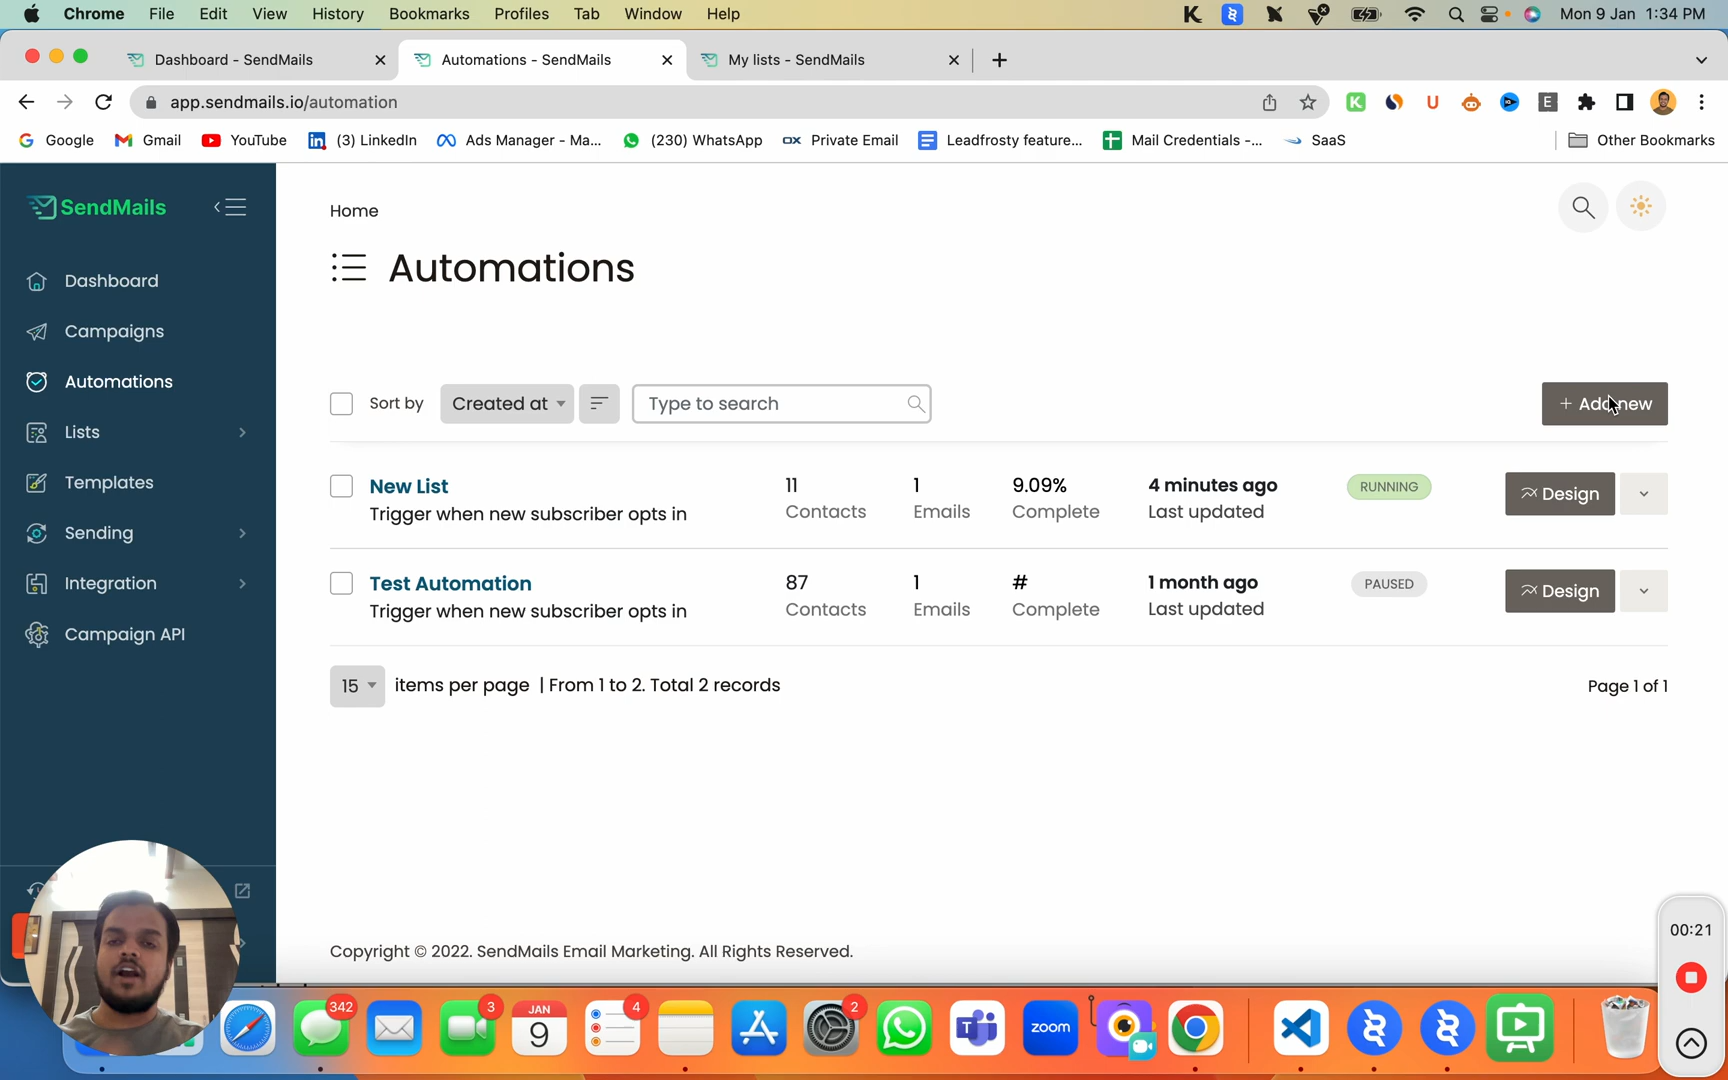 Chrome File Edit View History Bookmarks Profiles Tab Window Help Mon 9 Jan 1:34 PM
Dashboard - SendMails Automations - SendMails My lists - SendMails
app.sendmails.io/automation
Google Gmail YouTube (3) LinkedIn Ads Manager - Ma... (230) WhatsApp OX Private Email Leadfrosty feature... Mail Credentials -... SaaS Other Bookmarks
SendMails
Dashboard
Campaigns
Automations
Lists
Templates
Sending
Integration
Campaign API
Home
Automations
Sort by Created at Type to search + Add new
New List 11 1 9.09% 4 minutes ago RUNNING Design
Trigger when new subscriber opts in Contacts Emails Complete Last updated
Test Automation 87 1 # 1 month ago PAUSED Design
Trigger when new subscriber opts in Contacts Emails Complete Last updated
15 items per page | From 1 to 2. Total 2 records Page 1 of 1
Copyright © 2022. SendMails Email Marketing. All Rights Reserved.
00:21
342 3 JAN 9 4 2 zoom